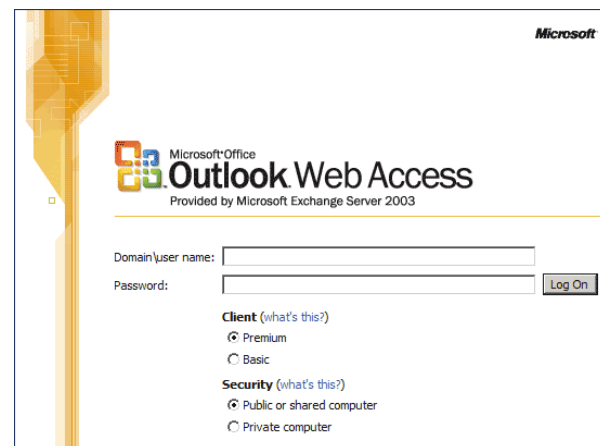 Microsoft
Microsoft Office
Outlook Web Access
Provided by Microsoft Exchange Server 2003
Domain\user name:
Password:
Log On
Client (what's this?)
Premium
Basic
Security (what's this?)
Public or shared computer
Private computer